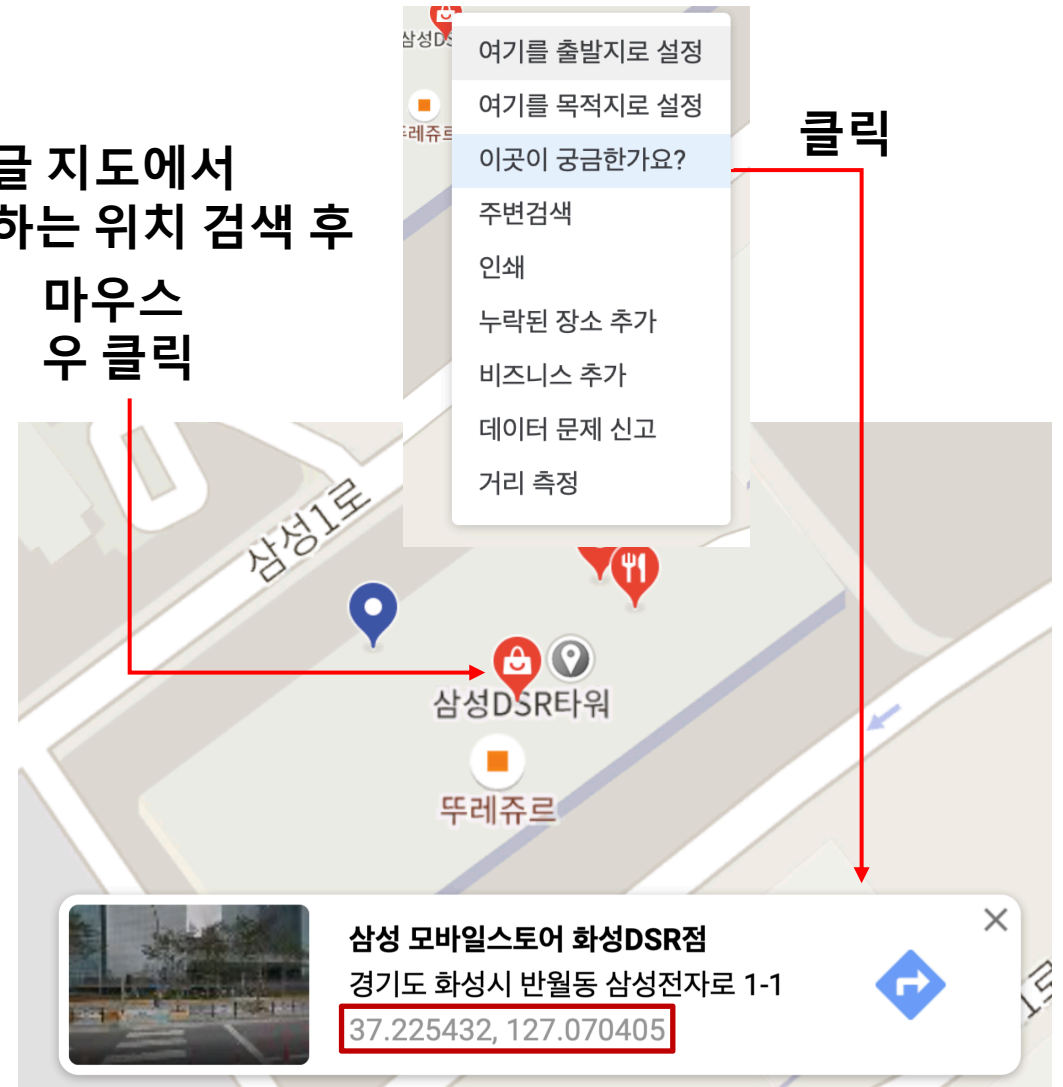 삼성DS
여기를 출발지로 설정
여기를 목적지로 설정
이곳이 궁금한가요?
주변검색
인쇄
누락된 장소 추가
비즈니스 추가
데이터 문제 신고
거리 측정
클릭
글 지도에서
하는 위치 검색 후
마우스
우 클릭
삼성1로
삼성DSR타워
뚜레쥬르
삼성 모바일스토어 화성DSR점
경기도 화성시 반월동 삼성전자로 1-1
37.225432, 127.070405